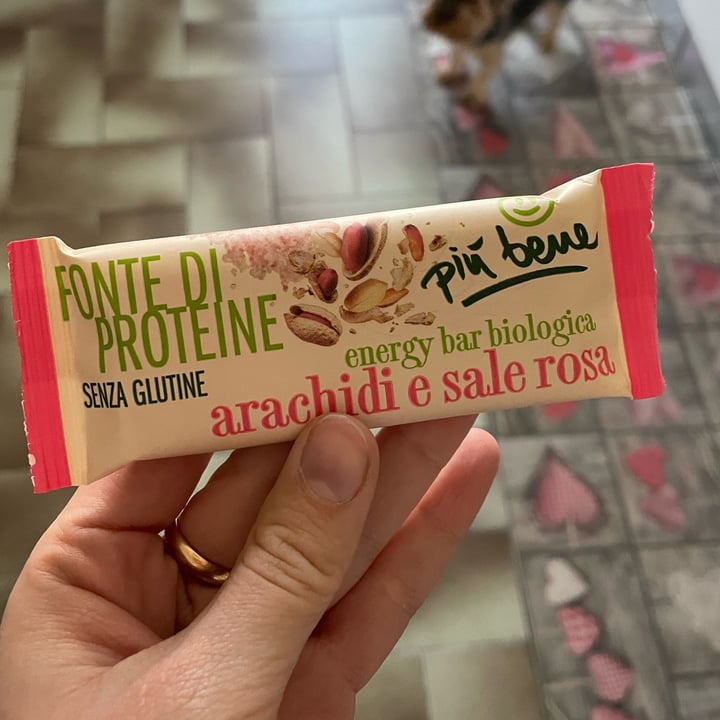 FONTE DI
PROTEINE
SENZA GLUTINE
più bene
energy bar biologica
arachidi e sale rosa